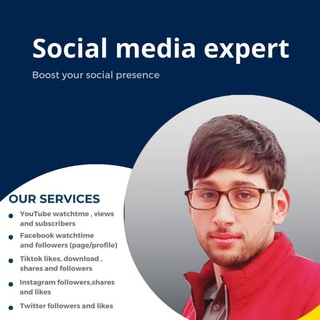 Social media expert
Boost your social presence
OUR SERVICES
YouTube watchtme , views
and subscribers
Facebook watchtime
and followers (page/profile)
Tiktok likes, download ,
shares and followers
Instagram followers,shares
and likes
Twitter followers and likes